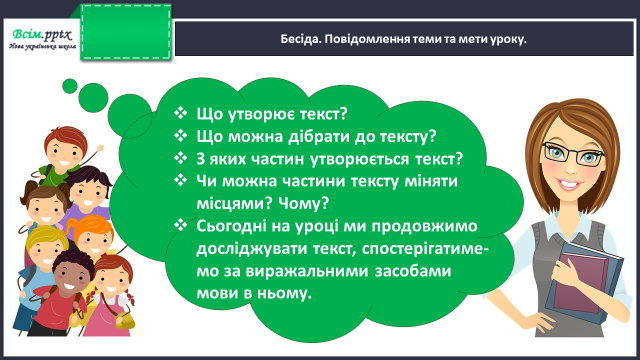 Всім.pptx
Нова українська школа
Бесіда. Повідомлення теми та мети уроку.
❖ Що утворює текст?
❖ Що можна дібрати до тексту?
❖ З яких частин утворюється текст?
❖ Чи можна частини тексту міняти
місцями? Чому?
❖ Сьогодні на уроці ми продовжимо
досліджувати текст, спостерігатиме-
мо за виражальними засобами
мови в ньому.